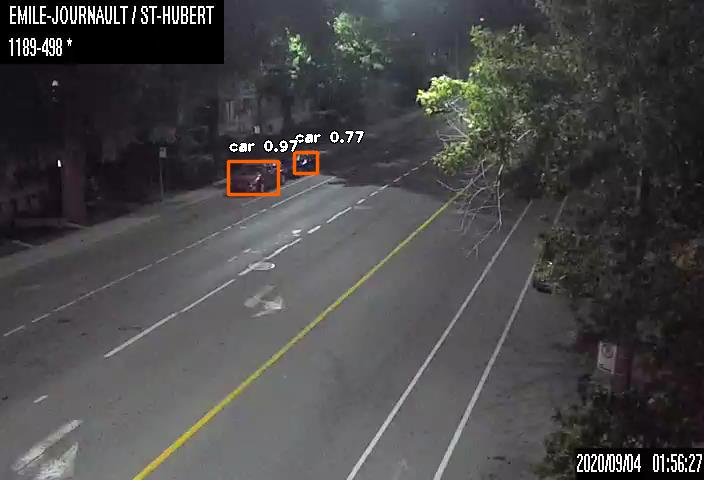 EMILE-JOURNAULT / ST-HUBERT
1189-498 *
car 0.97
car 0.77
2020/09/04 01:56:27